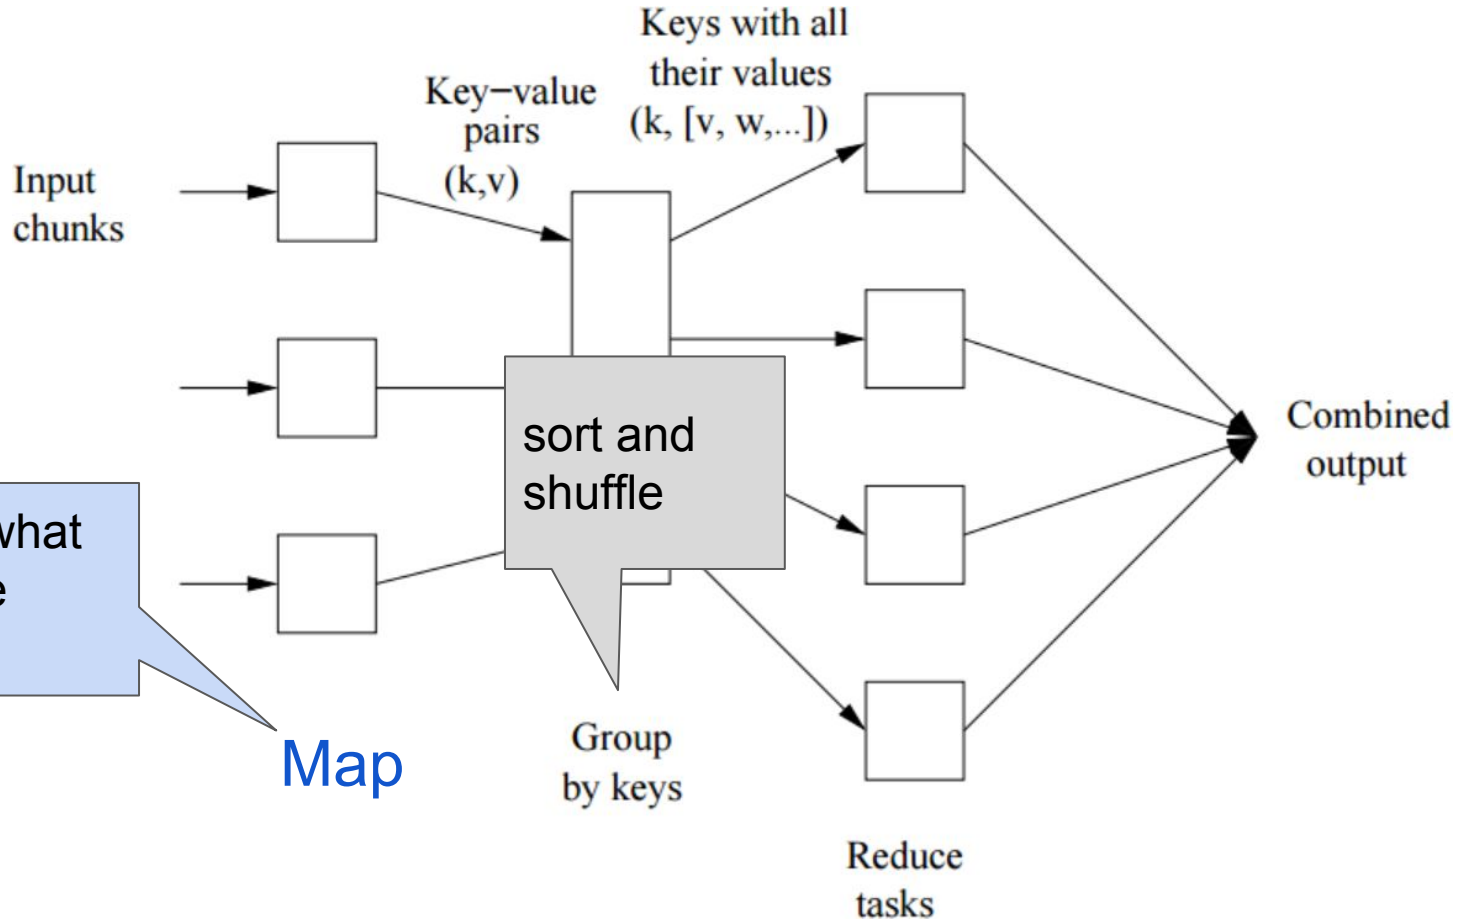 Keys with all
their values
(k, [v, w,...])
Key−value
pairs
(k,v)
Input
chunks
sort and
shuffle
Combined
output
what
Map
Group
by keys
Reduce
tasks